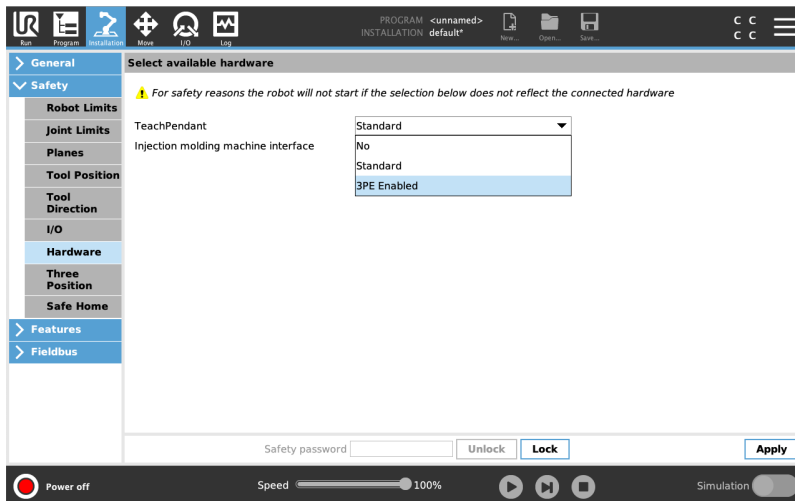 UR
PROGRAM <unnamed>
INSTALLATION default*
C C
C C
Run Program Installation Move I/O Log New... Open... Save...
General
Select available hardware
Safety
For safety reasons the robot will not start if the selection below does not reflect the connected hardware
Robot Limits
TeachPendant Standard
Joint Limits
Injection molding machine interface No
Planes
Standard
Tool Position
3PE Enabled
Tool
Direction
I/O
Hardware
Three
Position
Safe Home
Features
Fieldbus
Safety password Unlock Lock Apply
Power off Speed 100% Simulation